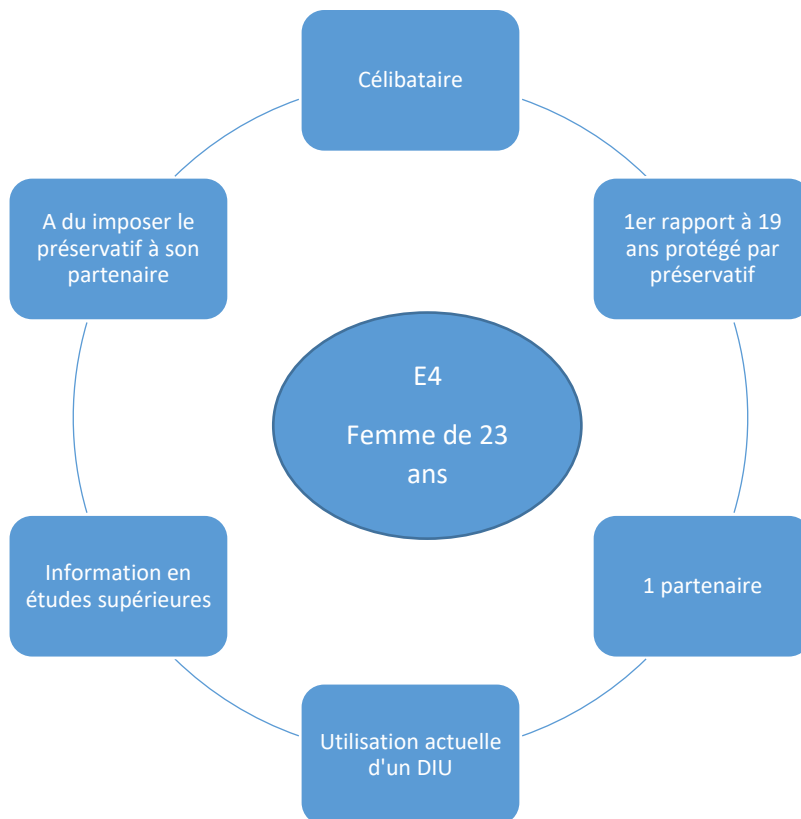 Célibataire
1er rapport à 19
ans protégé par
préservatif
1 partenaire
Utilisation actuelle
d'un DIU
Information en
études supérieures
A du imposer le
préservatif à son
partenaire
E4
Femme de 23
ans